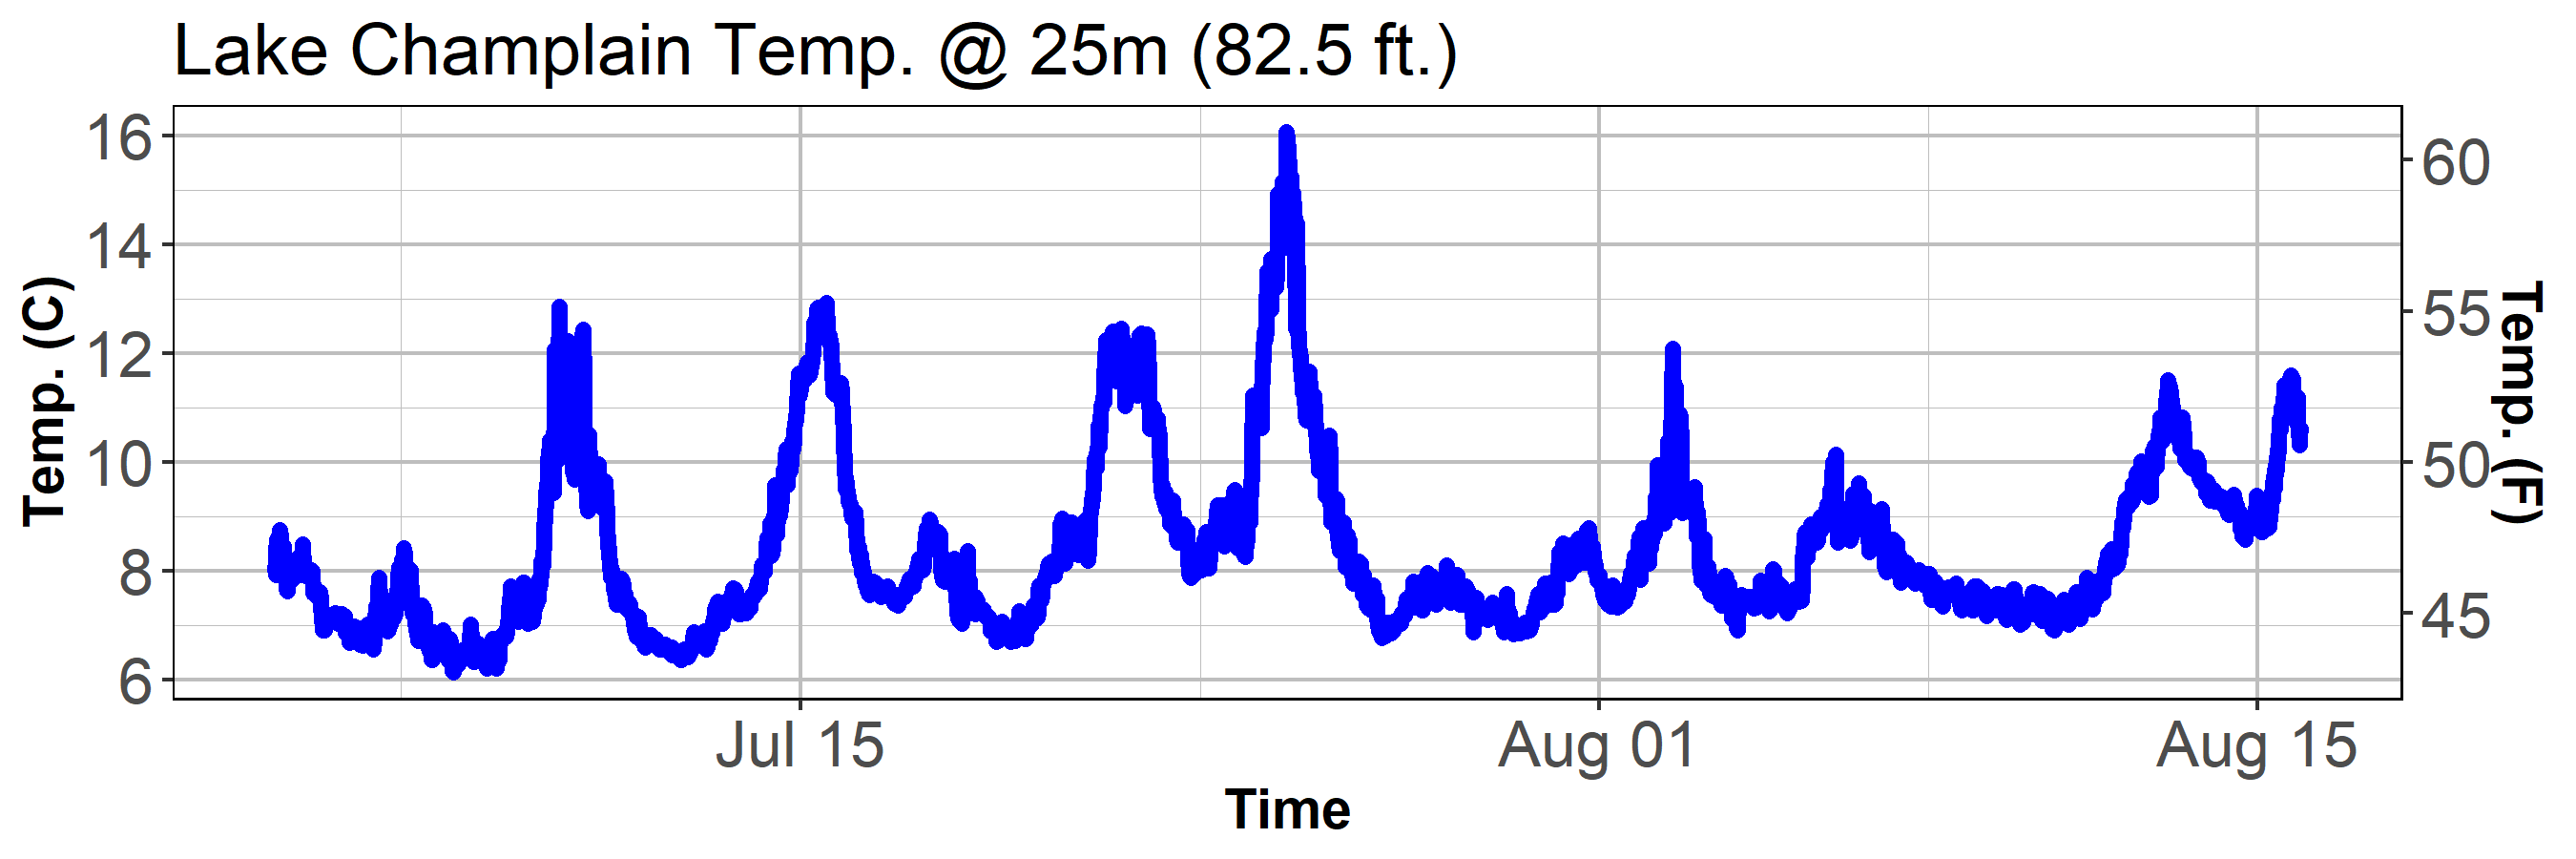 Lake Champlain Temp. @ 25m (82.5 ft.)
16
14
12
10
8
6
Temp. (C)
60
55
50
45
Temp. (F)
Jul 15
Aug 01
Aug 15
Time